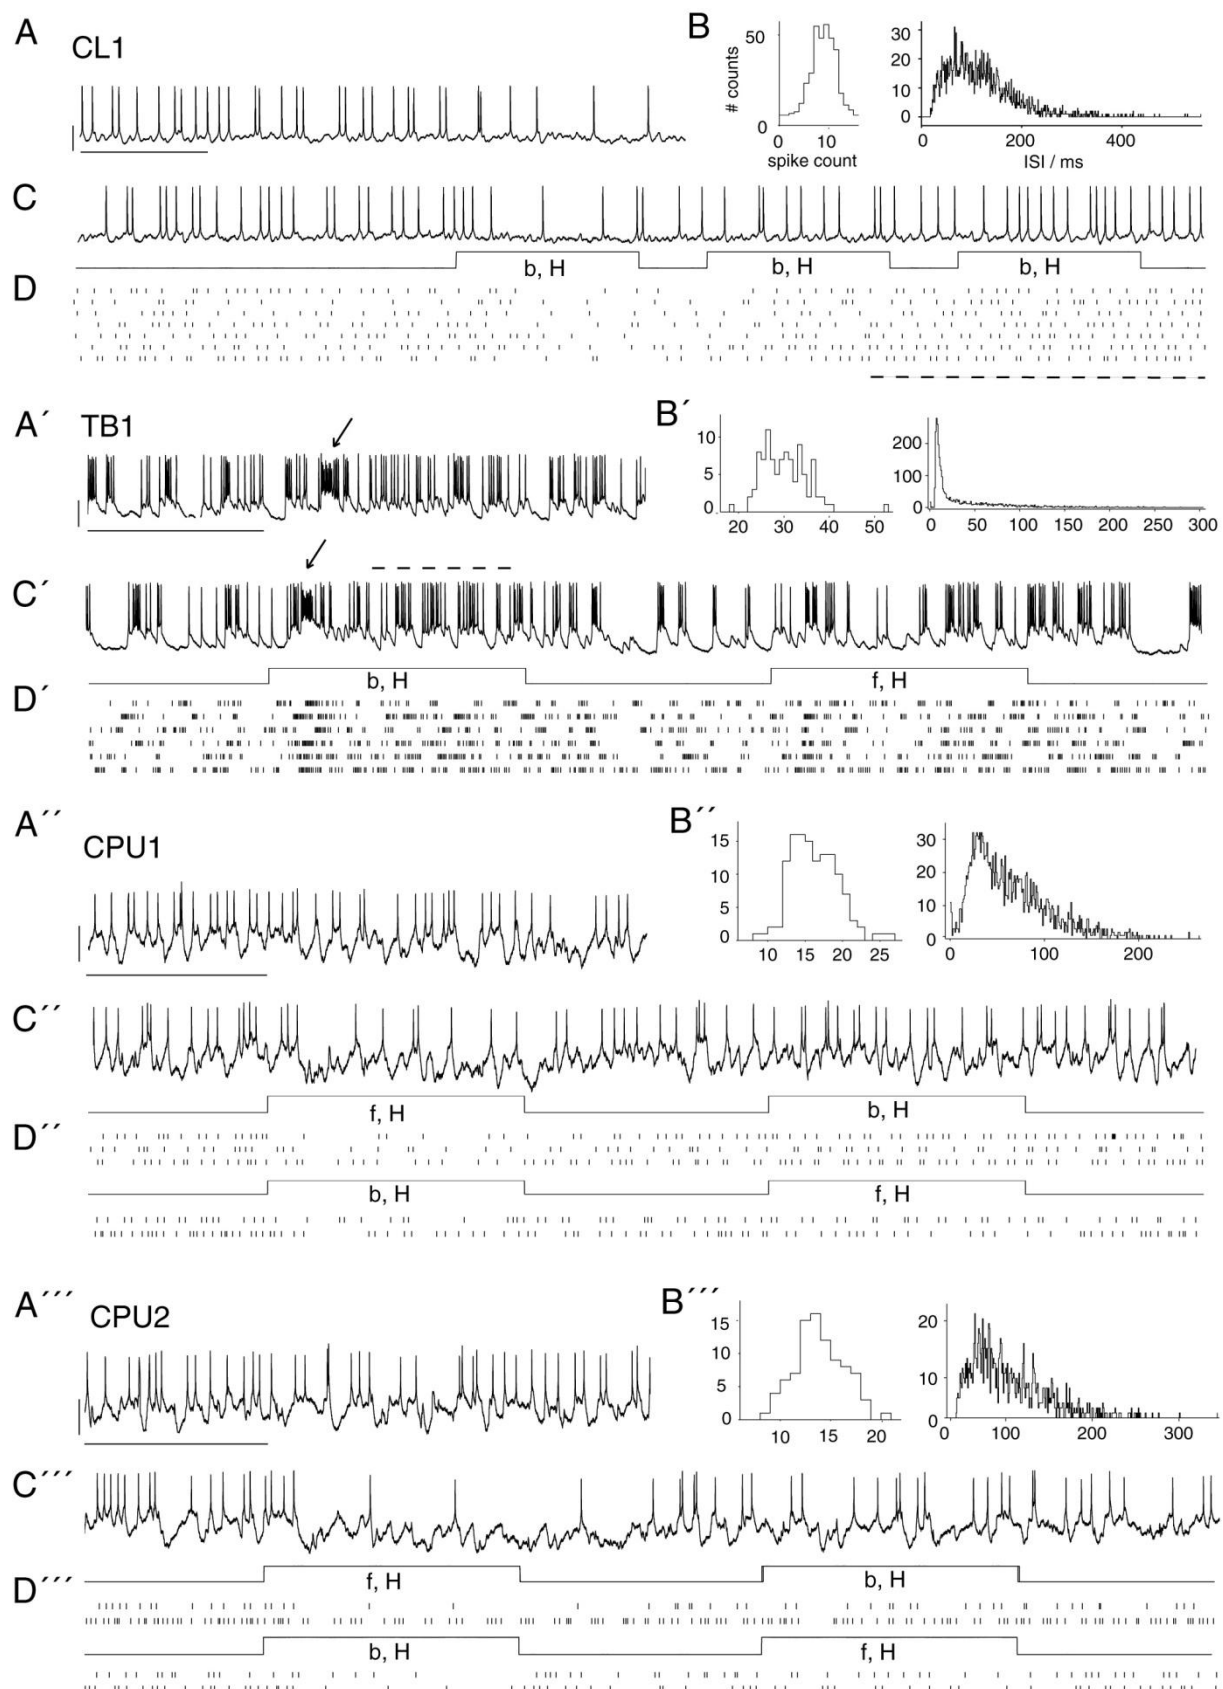 A
CL1
B
# counts
50
0
10
spike count
30
20
10
0
0
200
400
ISI / ms
C
b, H
b, H
b, H
D
A´
TB1
B´
10
5
0
20
30
40
50
200
100
0
0
50
100
150
200
250
300
C´
b, H
f, H
D´
A´´
CPU1
B´´
15
10
5
0
10
15
20
25
30
20
10
0
0
100
200
C´´
f, H
b, H
D´´
b, H
f, H
A´´´
CPU2
B´´´
15
10
5
0
10
15
20
20
10
0
0
100
200
300
C´´´
f, H
b, H
D´´´
b, H
f, H